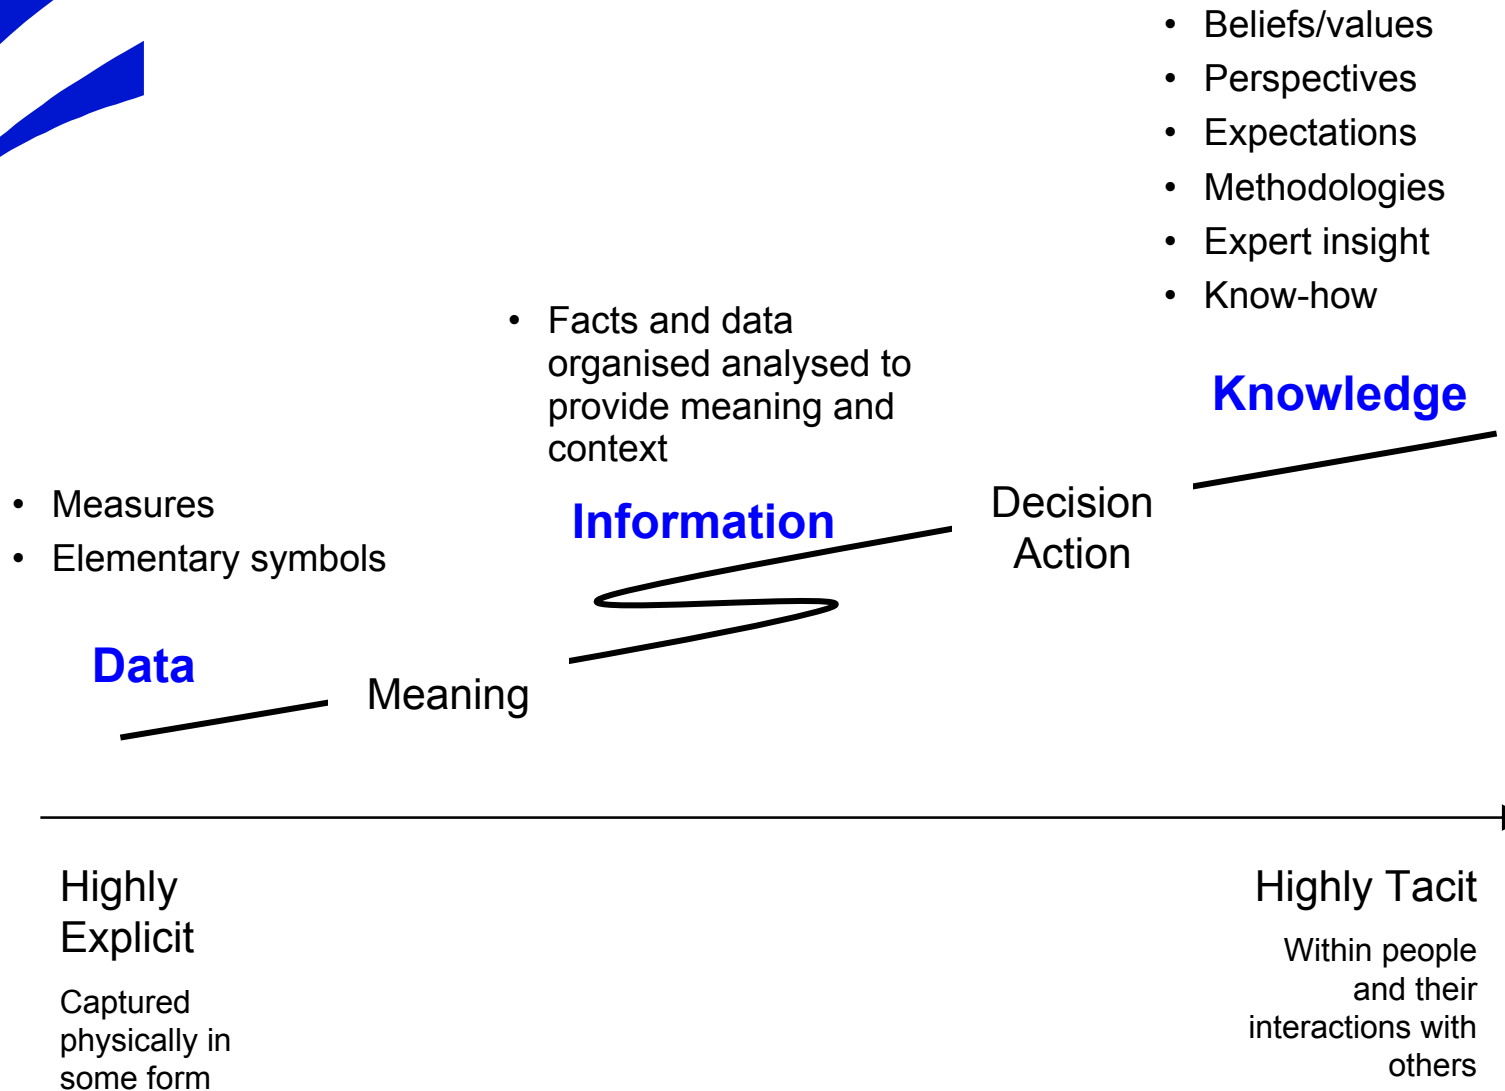 • Beliefs/values
• Perspectives
• Expectations
• Methodologies
• Expert insight
• Know-how
Knowledge
• Facts and data
organised analysed to
provide meaning and
context
Information
Decision
Action
• Measures
• Elementary symbols
Data
Meaning
Highly
Explicit
Captured
physically in
some form
Highly Tacit
Within people
and their
interactions with
others